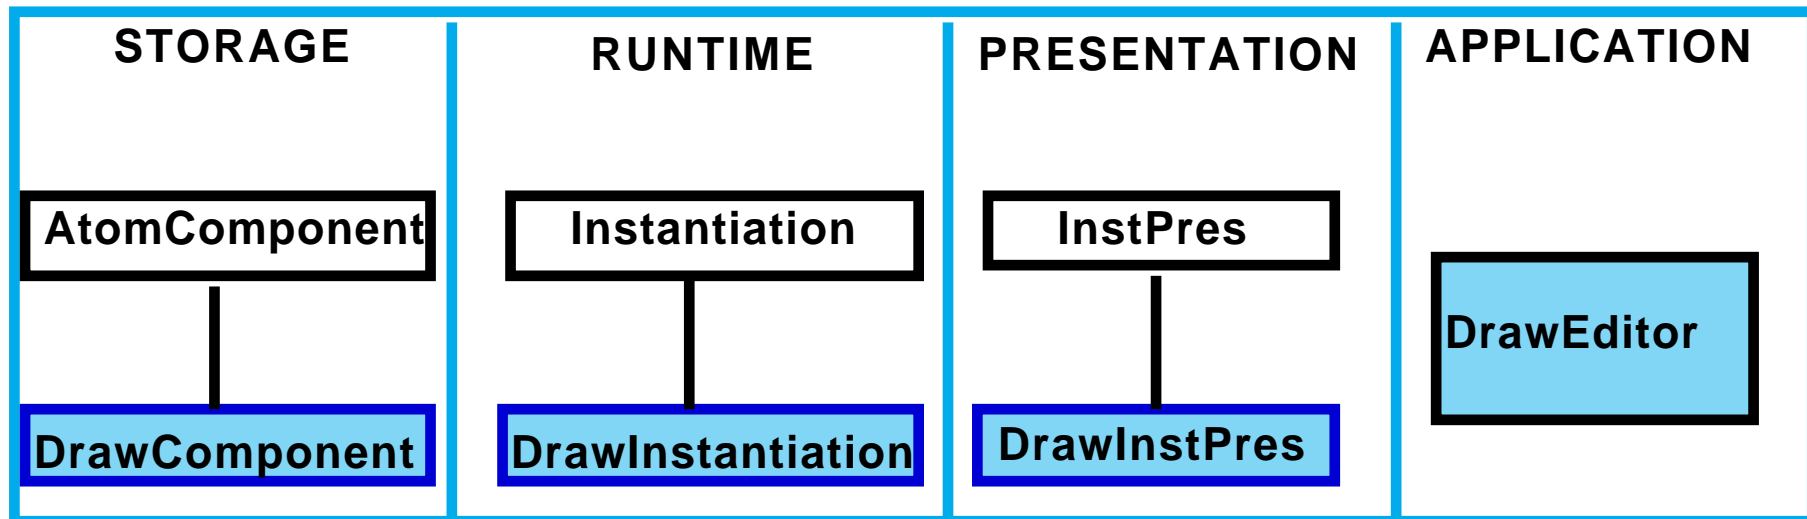 STORAGE
RUNTIME
PRESENTATION
APPLICATION
AtomComponent
Instantiation
InstPres
DrawEditor
DrawComponent
DrawInstantiation
DrawInstPres